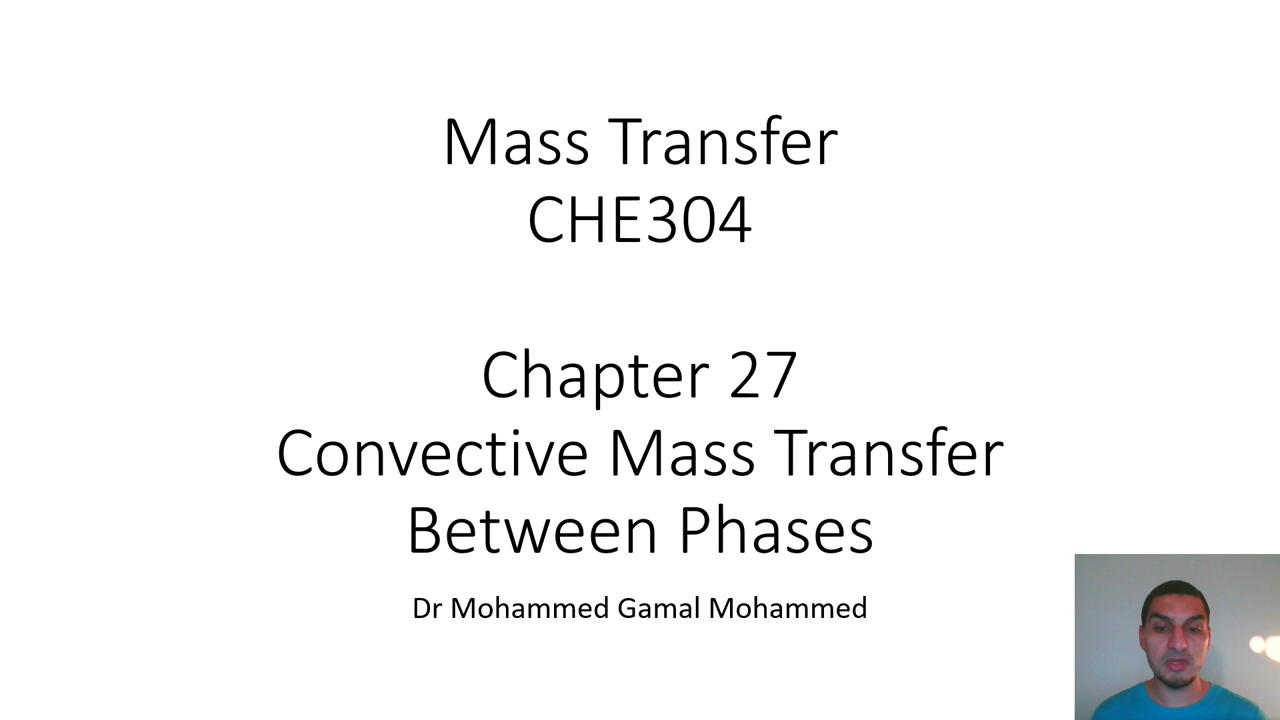 Mass Transfer
CHE304
Chapter 27
Convective Mass Transfer
Between Phases
Dr Mohammed Gamal Mohammed